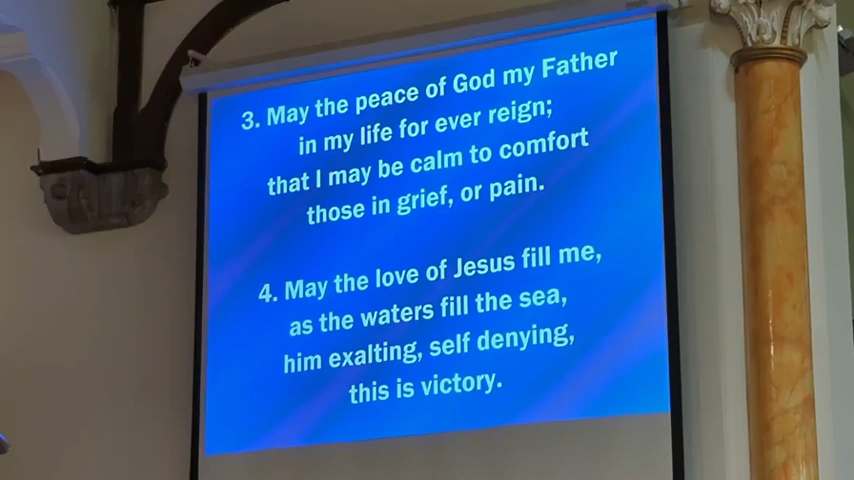 3. May the peace of God my Father
in my life for ever reign;
that I may be calm to comfort
those in grief, or pain.
4. May the love of Jesus fill me,
as the waters fill the sea,
him exalting, self denying,
this is victory.